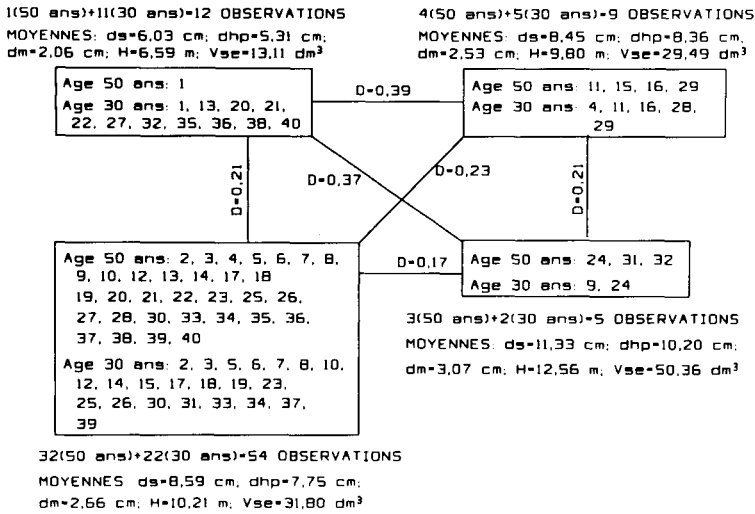 1(50 ans)+11(30 ans)=12 OBSERVATIONS
MOYENNES: ds=6,03 cm; dhp=5,31 cm;
dm=2,06 cm; H=6,59 m; Vse=13,11 dm³
4(50 ans)+5(30 ans)=9 OBSERVATIONS
MOYENNES: ds=8,45 cm; dhp=8,36 cm,
dm=2,53 cm; H=9,80 m; Vse=29,49 dm³
Age 50 ans: 1
Age 30 ans: 1, 13, 20, 21,
22, 27, 32, 35, 36, 38, 40
D=0,39
Age 50 ans: 11, 15, 16, 29
Age 30 ans: 4, 11, 16, 28,
29
D=0,21
D=0,37
D=0,23
D=0,21
Age 50 ans: 2, 3, 4, 5, 6, 7, 8,
9, 10, 12, 13, 14, 17, 18
19, 20, 21, 22, 23, 25, 26,
27, 28, 30, 33, 34, 35, 36,
37, 38, 39, 40
Age 30 ans: 2, 3, 5, 6, 7, 8, 10,
12, 14, 15, 17, 18, 19, 23,
25, 26, 30, 31, 33, 34, 37,
39
D=0,17
Age 50 ans: 24, 31, 32
Age 30 ans: 9, 24
3(50 ans)+2(30 ans)=5 OBSERVATIONS
MOYENNES: ds=11,33 cm; dhp=10,20 cm;
dm=3,07 cm; H=12,56 m; Vse=50,36 dm³
32(50 ans)+22(30 ans)=54 OBSERVATIONS
MOYENNES ds=8,59 cm, dhp=7,75 cm;
dm=2,66 cm; H=10,21 m; Vse=31,80 dm³